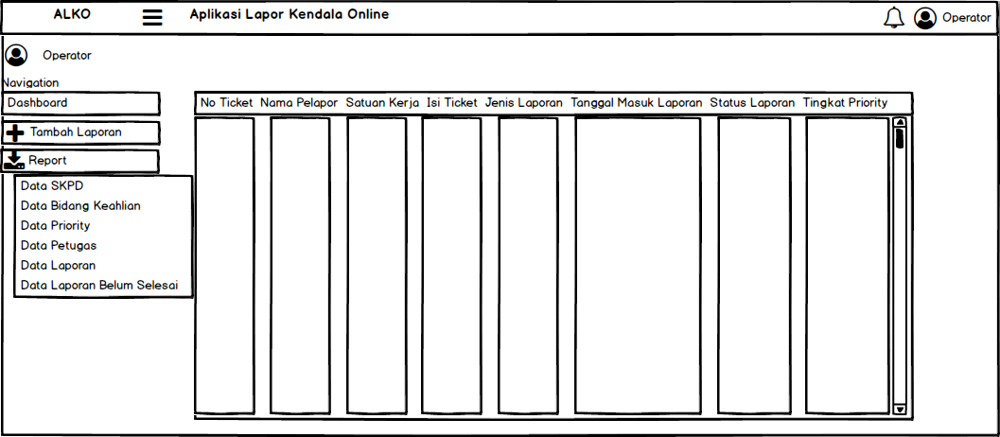 ALKO
Aplikasi Lapor Kendala Online
Operator
Operator
Navigation
Dashboard
Tambah Laporan
Report
Data SKPD
Data Bidang Keahlian
Data Priority
Data Petugas
Data Laporan
Data Laporan Belum Selesai
No Ticket Nama Pelapor Satuan Kerja Isi Ticket Jenis Laporan Tanggal Masuk Laporan Status Laporan Tingkat Priority